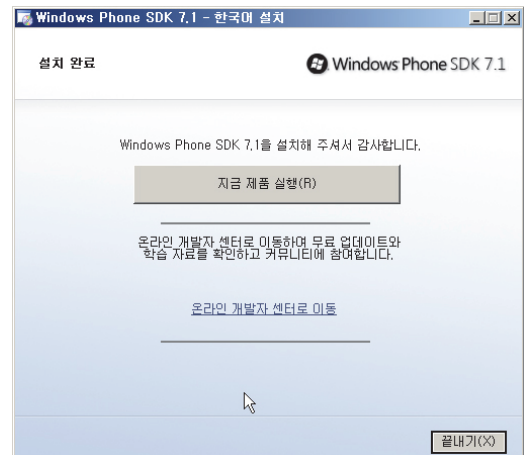 Windows Phone SDK 7.1 - 한국어 설치
설치 완료
Windows Phone SDK 7.1
Windows Phone SDK 7.1을 설치해 주셔서 감사합니다.
지금 제품 실행(R)
온라인 개발자 센터로 이동하여 무료 업데이트와
학습 자료를 확인하고 커뮤니티에 참여합니다.
온라인 개발자 센터로 이동
끝내기(X)